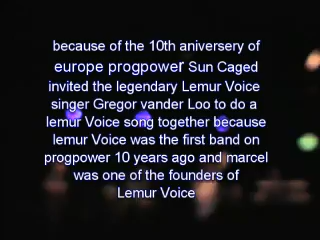 because of the 10th aniversery of
europe progpower Sun Caged
invited the legendary Lemur Voice
singer Gregor vander Loo to do a
lemur Voice song together because
lemur Voice was the first band on
progpower 10 years ago and marcel
was one of the founders of
Lemur Voice